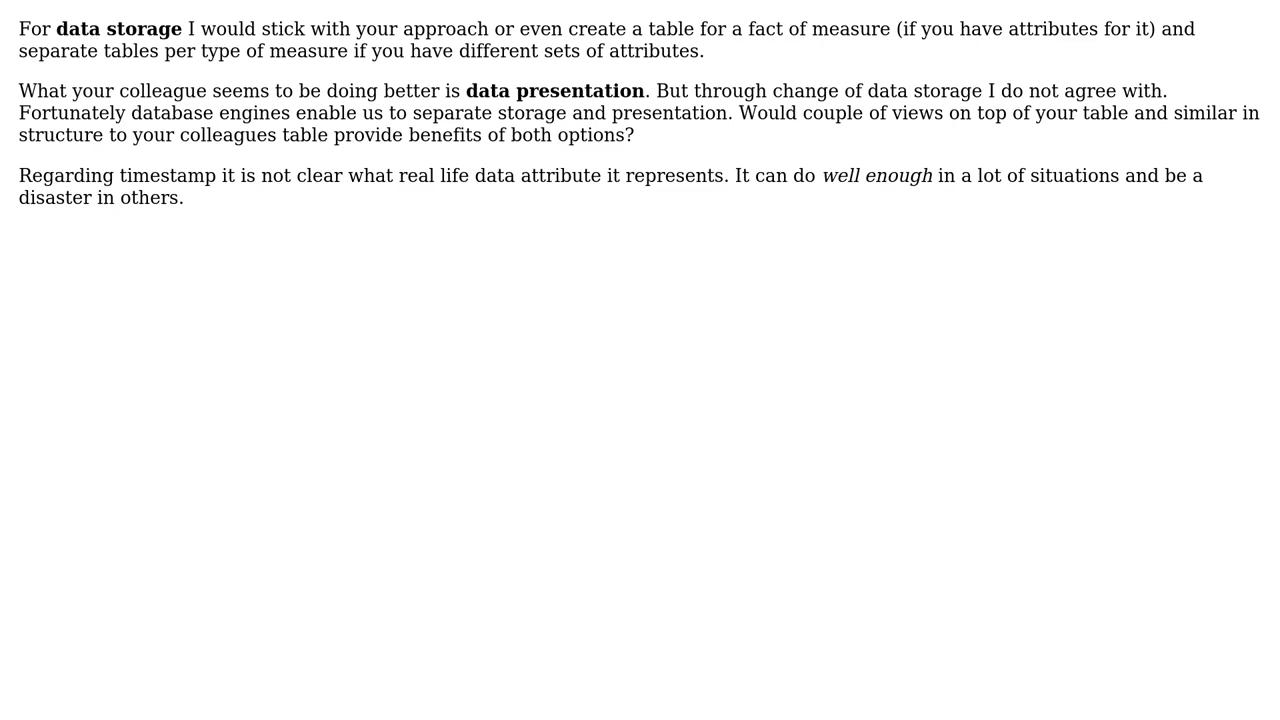 For data storage I would stick with your approach or even create a table for a fact of measure (if you have attributes for it) and
separate tables per type of measure if you have different sets of attributes.
What your colleague seems to be doing better is data presentation. But through change of data storage I do not agree with.
Fortunately database engines enable us to separate storage and presentation. Would couple of views on top of your table and similar in
structure to your colleagues table provide benefits of both options?
Regarding timestamp it is not clear what real life data attribute it represents. It can do well enough in a lot of situations and be a
disaster in others.